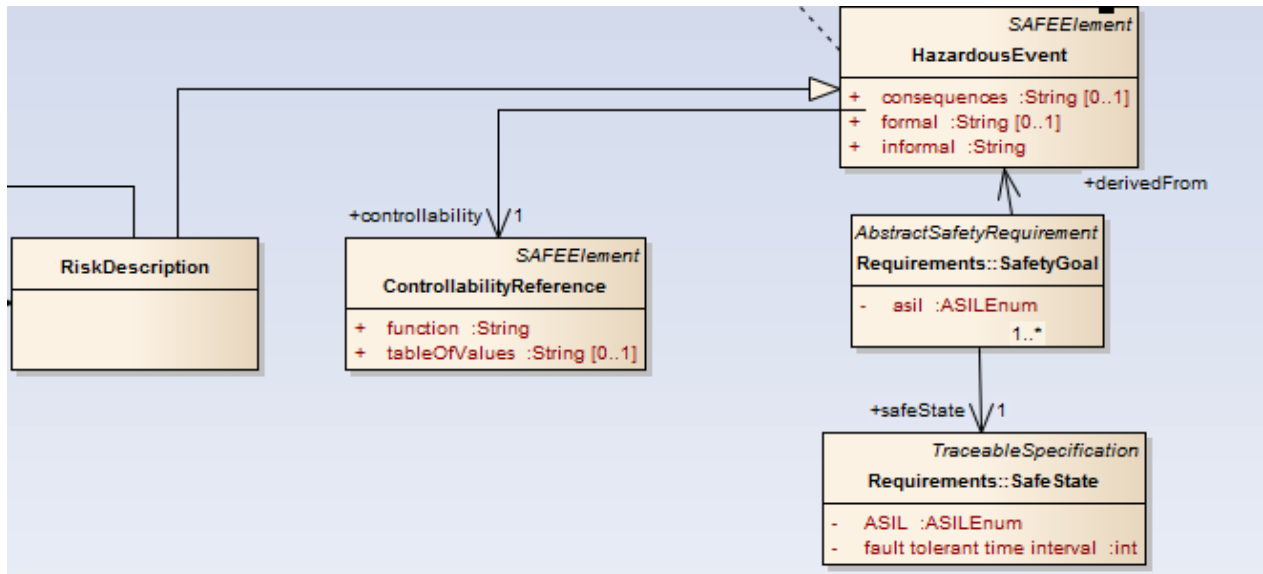 SAFEElement
HazardousEvent
+ consequences :String [0..1]
+ formal :String [0..1]
+ informal :String
+derivedFrom
+controllability 1
RiskDescription
SAFEElement
ControllabilityReference
+ function :String
+ tableOfValues :String [0..1]
AbstractSafetyRequirement
Requirements::SafetyGoal
- asil :ASILEnum
1..*
+safeState 1
TraceableSpecification
Requirements::SafeState
- ASIL :ASILEnum
- fault tolerant time interval :int